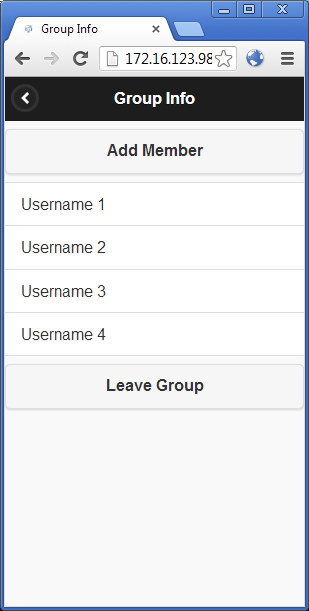 Group Info
172.16.123.98
Group Info
Add Member
Username 1
Username 2
Username 3
Username 4
Leave Group